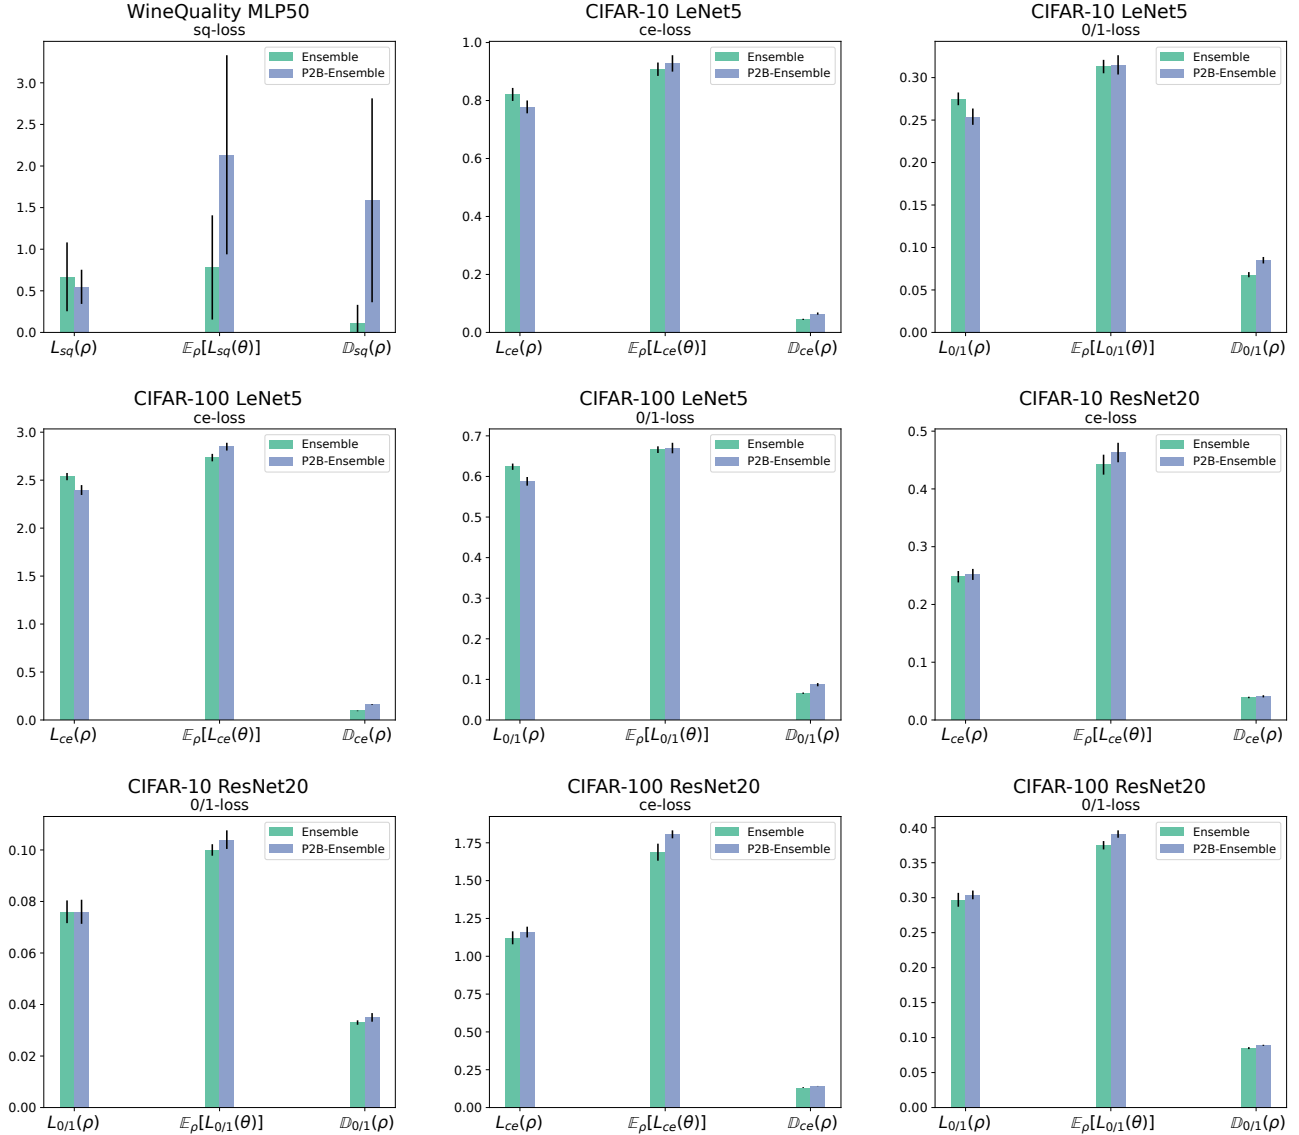 WineQuality MLP50
sq-loss
Ensemble
P2B-Ensemble
3.0
2.5
2.0
1.5
1.0
0.5
0.0
L_sq(ρ) 𝔼_ρ[L_sq(θ)] 𝔻_sq(ρ)
CIFAR-10 LeNet5
ce-loss
Ensemble
P2B-Ensemble
1.0
0.8
0.6
0.4
0.2
0.0
L_ce(ρ) 𝔼_ρ[L_ce(θ)] 𝔻_ce(ρ)
CIFAR-10 LeNet5
0/1-loss
Ensemble
P2B-Ensemble
0.30
0.25
0.20
0.15
0.10
0.05
0.00
L_0/1(ρ) 𝔼_ρ[L_0/1(θ)] 𝔻_0/1(ρ)
CIFAR-100 LeNet5
ce-loss
Ensemble
P2B-Ensemble
3.0
2.5
2.0
1.5
1.0
0.5
0.0
L_ce(ρ) 𝔼_ρ[L_ce(θ)] 𝔻_ce(ρ)
CIFAR-100 LeNet5
0/1-loss
Ensemble
P2B-Ensemble
0.7
0.6
0.5
0.4
0.3
0.2
0.1
0.0
L_0/1(ρ) 𝔼_ρ[L_0/1(θ)] 𝔻_0/1(ρ)
CIFAR-10 ResNet20
ce-loss
Ensemble
P2B-Ensemble
0.5
0.4
0.3
0.2
0.1
0.0
L_ce(ρ) 𝔼_ρ[L_ce(θ)] 𝔻_ce(ρ)
CIFAR-10 ResNet20
0/1-loss
Ensemble
P2B-Ensemble
0.10
0.08
0.06
0.04
0.02
0.00
L_0/1(ρ) 𝔼_ρ[L_0/1(θ)] 𝔻_0/1(ρ)
CIFAR-100 ResNet20
ce-loss
Ensemble
P2B-Ensemble
1.75
1.50
1.25
1.00
0.75
0.50
0.25
0.00
L_ce(ρ) 𝔼_ρ[L_ce(θ)] 𝔻_ce(ρ)
CIFAR-100 ResNet20
0/1-loss
Ensemble
P2B-Ensemble
0.40
0.35
0.30
0.25
0.20
0.15
0.10
0.05
0.00
L_0/1(ρ) 𝔼_ρ[L_0/1(θ)] 𝔻_0/1(ρ)